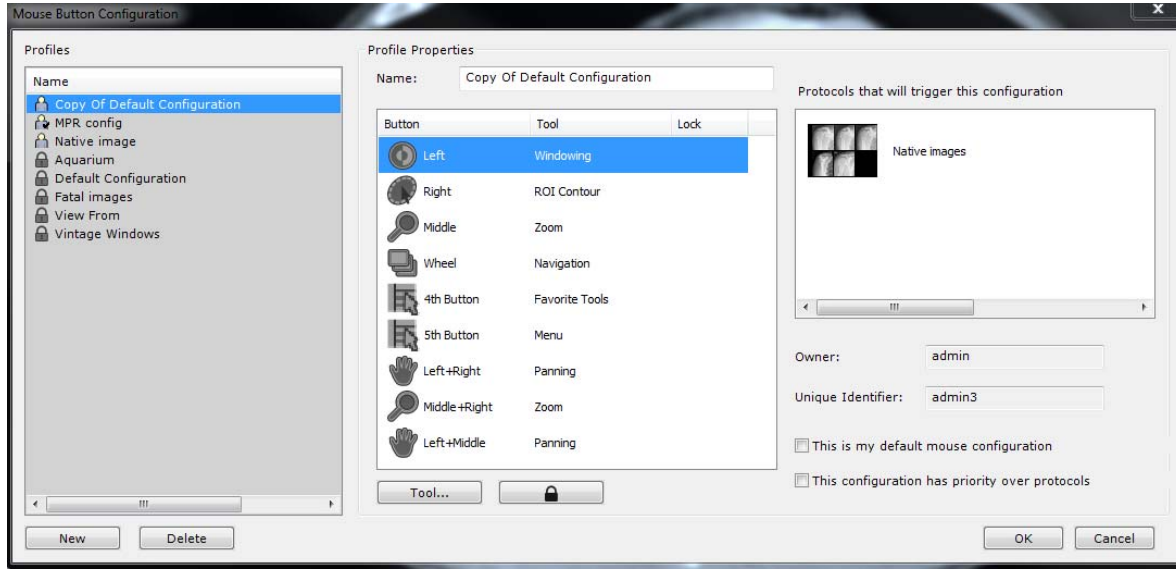 Mouse Button Configuration
x
Profiles
Name
Copy Of Default Configuration
MPR config
Native image
Aquarium
Default Configuration
Fatal images
View From
Vintage Windows
New
Delete
Profile Properties
Name:
Copy Of Default Configuration
Button Tool Lock
Left Windowing
Right ROI Contour
Middle Zoom
Wheel Navigation
4th Button Favorite Tools
5th Button Menu
Left+Right Panning
Middle+Right Zoom
Left+Middle Panning
Tool...
Protocols that will trigger this configuration
Native images
Owner: admin
Unique Identifier: admin3
This is my default mouse configuration
This configuration has priority over protocols
OK
Cancel